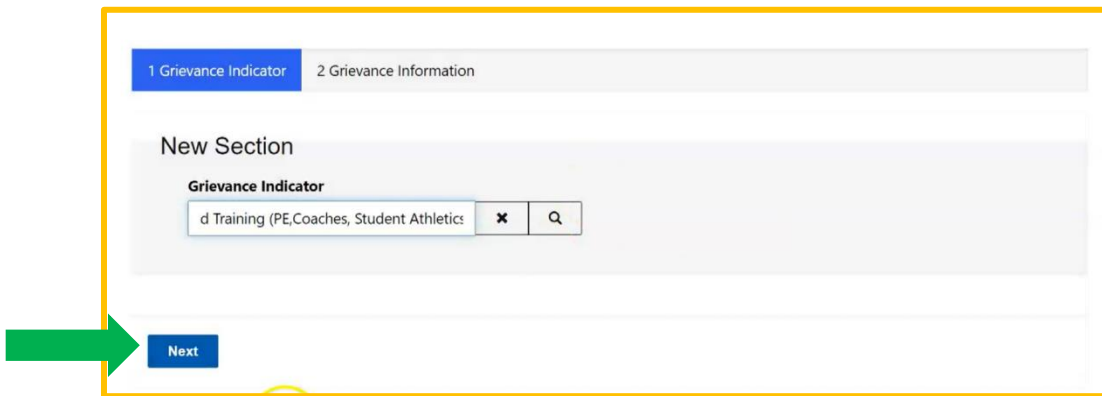 1 Grievance Indicator 2 Grievance Information
New Section
Grievance Indicator
d Training (PE,Coaches, Student Athletics
Next